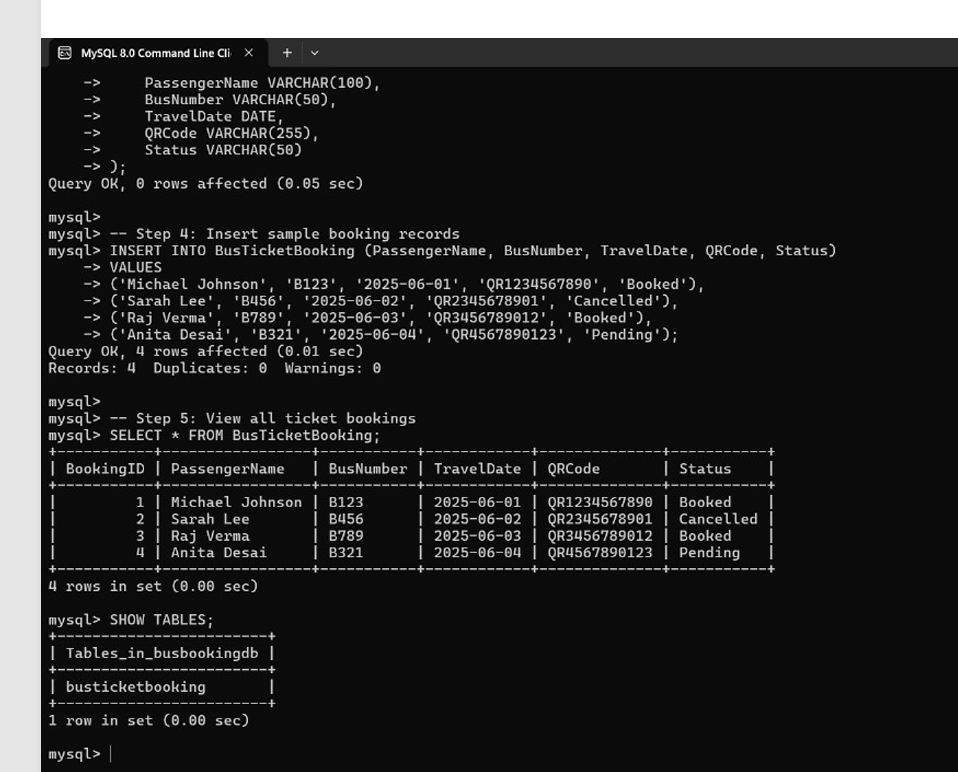 MySQL 8.0 Command Line Cli
    ->     PassengerName VARCHAR(100),
    ->     BusNumber VARCHAR(50),
    ->     TravelDate DATE,
    ->     QRCode VARCHAR(255),
    ->     Status VARCHAR(50)
    -> );
Query OK, 0 rows affected (0.05 sec)
mysql>
mysql> -- Step 4: Insert sample booking records
mysql> INSERT INTO BusTicketBooking (PassengerName, BusNumber, TravelDate, QRCode, Status)
    -> VALUES
    -> ('Michael Johnson', 'B123', '2025-06-01', 'QR1234567890', 'Booked'),
    -> ('Sarah Lee', 'B456', '2025-06-02', 'QR2345678901', 'Cancelled'),
    -> ('Raj Verma', 'B789', '2025-06-03', 'QR3456789012', 'Booked'),
    -> ('Anita Desai', 'B321', '2025-06-04', 'QR4567890123', 'Pending');
Query OK, 4 rows affected (0.01 sec)
Records: 4  Duplicates: 0  Warnings: 0
mysql>
mysql> -- Step 5: View all ticket bookings
mysql> SELECT * FROM BusTicketBooking;
+-----------+-----------------+-----------+------------+--------------+-----------+
| BookingID | PassengerName   | BusNumber | TravelDate | QRCode       | Status    |
+-----------+-----------------+-----------+------------+--------------+-----------+
|         1 | Michael Johnson | B123      | 2025-06-01 | QR1234567890 | Booked    |
|         2 | Sarah Lee       | B456      | 2025-06-02 | QR2345678901 | Cancelled |
|         3 | Raj Verma       | B789      | 2025-06-03 | QR3456789012 | Booked    |
|         4 | Anita Desai     | B321      | 2025-06-04 | QR4567890123 | Pending   |
+-----------+-----------------+-----------+------------+--------------+-----------+
4 rows in set (0.00 sec)
mysql> SHOW TABLES;
+------------------------+
| Tables_in_busbookingdb |
+------------------------+
| busticketbooking       |
+------------------------+
1 row in set (0.00 sec)
mysql>